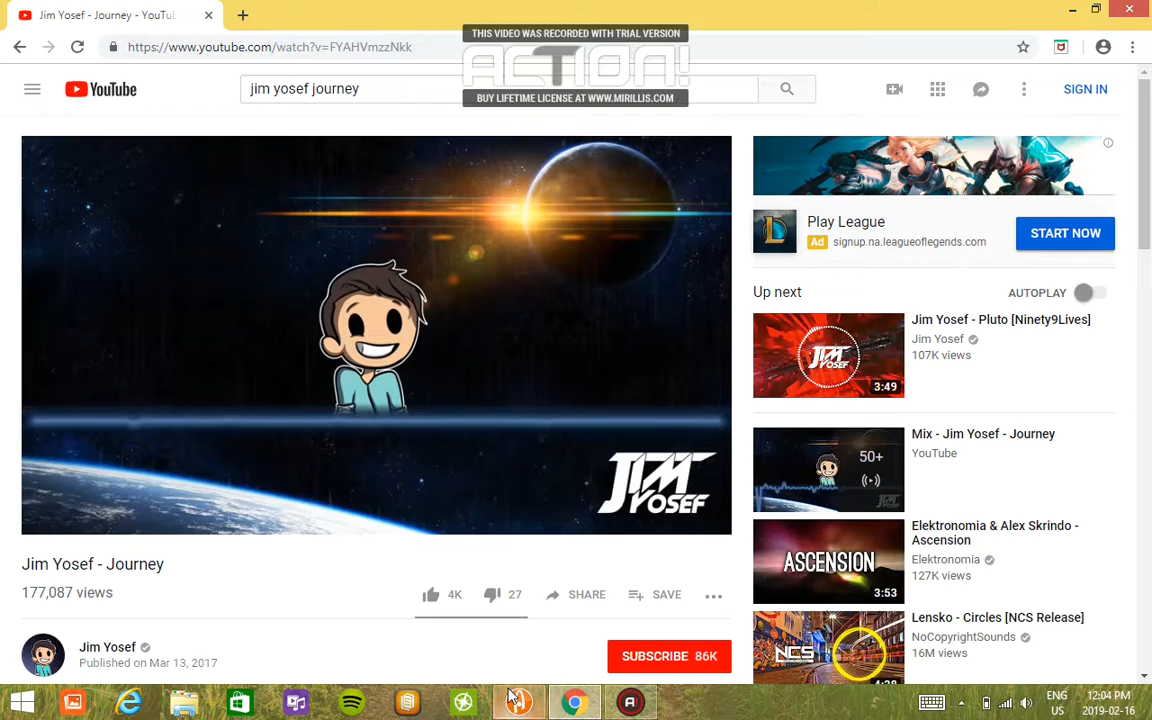 Jim Yosef - Journey - YouTub
https://www.youtube.com/watch?v=FYAHVmzzNkk
THIS VIDEO WAS RECORDED WITH TRIAL VERSION
ACTION!
BUY LIFETIME LICENSE AT WWW.MIRILLIS.COM
YouTube
jim yosef journey
SIGN IN
JIM
YOSEF
Play League
Ad signup.na.leagueoflegends.com
START NOW
Up next
AUTOPLAY
Jim Yosef - Pluto [Ninety9Lives]
Jim Yosef
107K views
JIM
YOSEF
3:49
Mix - Jim Yosef - Journey
YouTube
50+
Elektronomia & Alex Skrindo -
Ascension
Elektronomia
127K views
ASCENSION
3:53
Lensko - Circles [NCS Release]
NoCopyrightSounds
16M views
NCS
Jim Yosef - Journey
177,087 views
4K
27
SHARE
SAVE
Jim Yosef
Published on Mar 13, 2017
SUBSCRIBE 86K
ENG
US
12:04 PM
2019-02-16